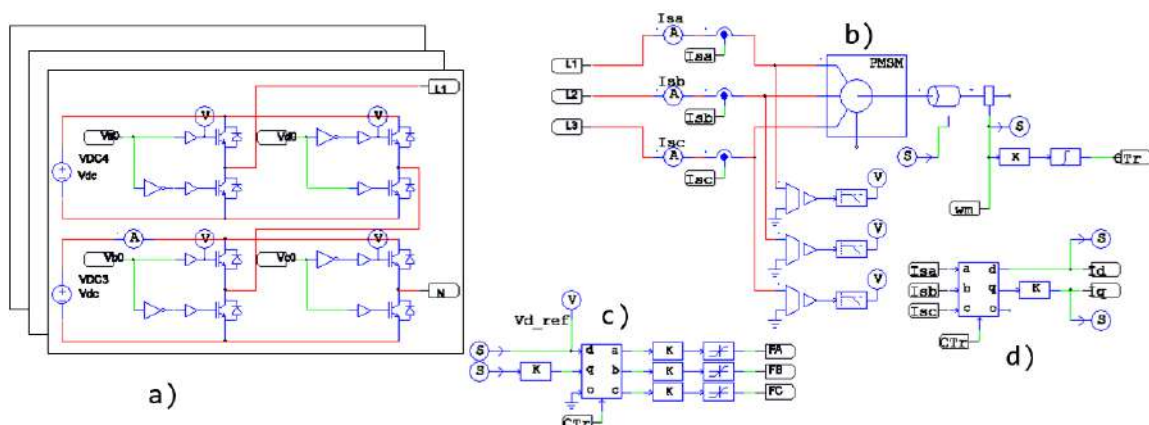 L1
V
V
Va0
Vd0
VDC4
Vdc
A
V
V
Vb0
Vc0
VDC3
Vdc
N
a)
Isa
A
L1
Isa
Isb
L2
A
Isb
L3
Isc
A
Isc
b)
PMSM
S
S
K
∫
CTr
wm
V
V
V
Vd_ref
V
c)
S
d
a
K
FA
S
K
q
b
K
FB
o
c
K
FC
CTr
S
Isa
a
d
Id
Isb
b
q
K
Iq
Isc
c
o
S
CTr
d)